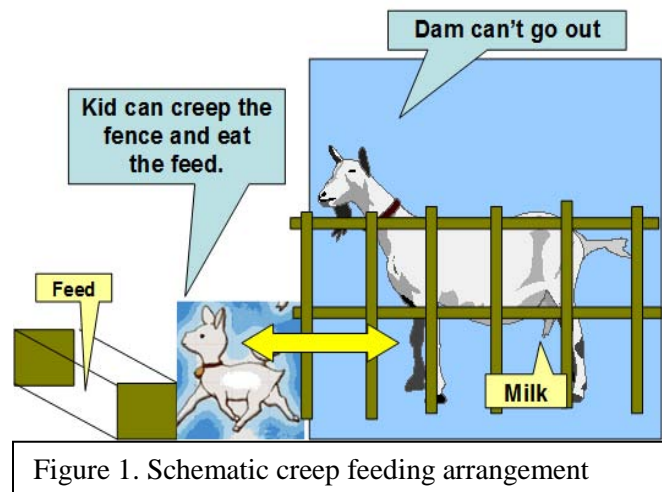 Dam can't go out
Kid can creep the
fence and eat
the feed.
Feed
Milk
Figure 1. Schematic creep feeding arrangement